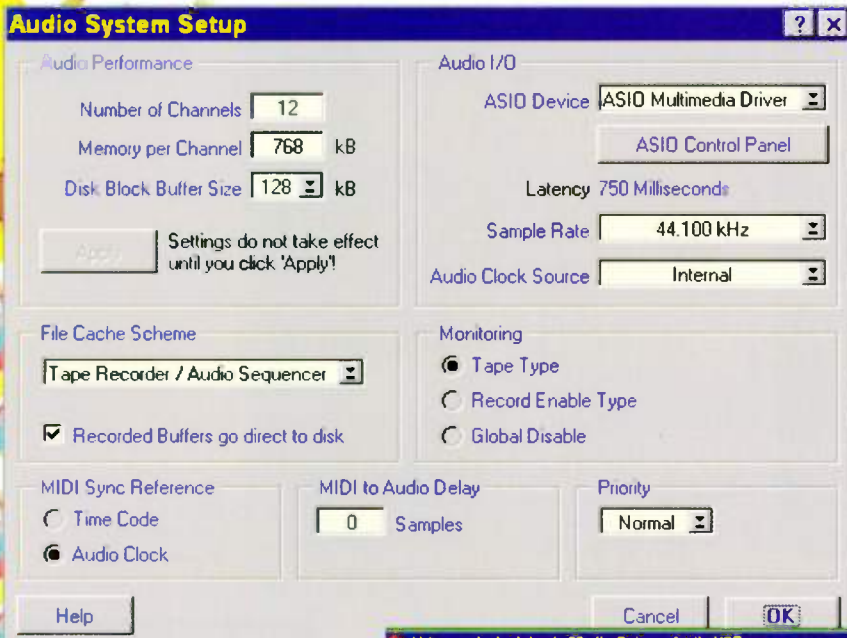 Audio System Setup
? ×
Audio Performance
Number of Channels 12
Memory per Channel 768 kB
Disk Block Buffer Size 128 kB
Apply
Settings do not take effect
until you click 'Apply'!
Audio I/O
ASIO Device ASIO Multimedia Driver
ASIO Control Panel
Latency 750 Milliseconds
Sample Rate 44.100 kHz
Audio Clock Source Internal
File Cache Scheme
Tape Recorder / Audio Sequencer
Recorded Buffers go direct to disk
Monitoring
Tape Type
Record Enable Type
Global Disable
MIDI Sync Reference
Time Code
Audio Clock
MIDI to Audio Delay
0 Samples
Priority
Normal
Help
Cancel
OK